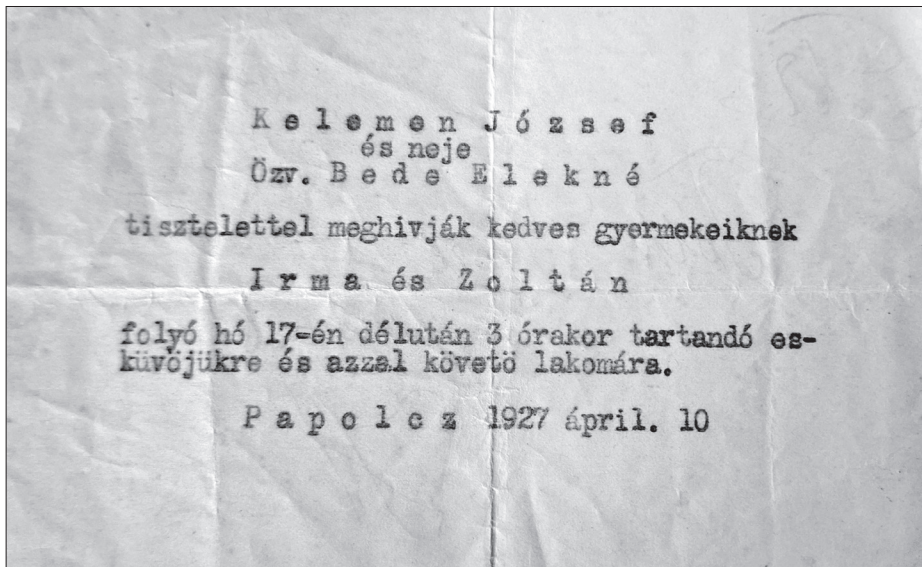 Kelemen József
és neje
Özv. Bede Elekné
tisztelettel meghivják kedves gyermekeiknek
Irma és Zoltán
folyó hó 17-én délután 3 órakor tartandó es-
küvöjükre és azzal követö lakomára.
Papolcz 1927 ápril. 10